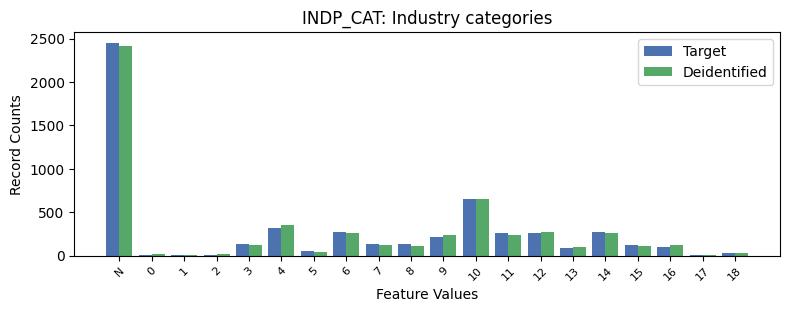 INDP_CAT: Industry categories
Target
Deidentified
Record Counts
2500
2000
1500
1000
500
0
N 0 1 2 3 4 5 6 7 8 9 10 11 12 13 14 15 16 17 18
Feature Values